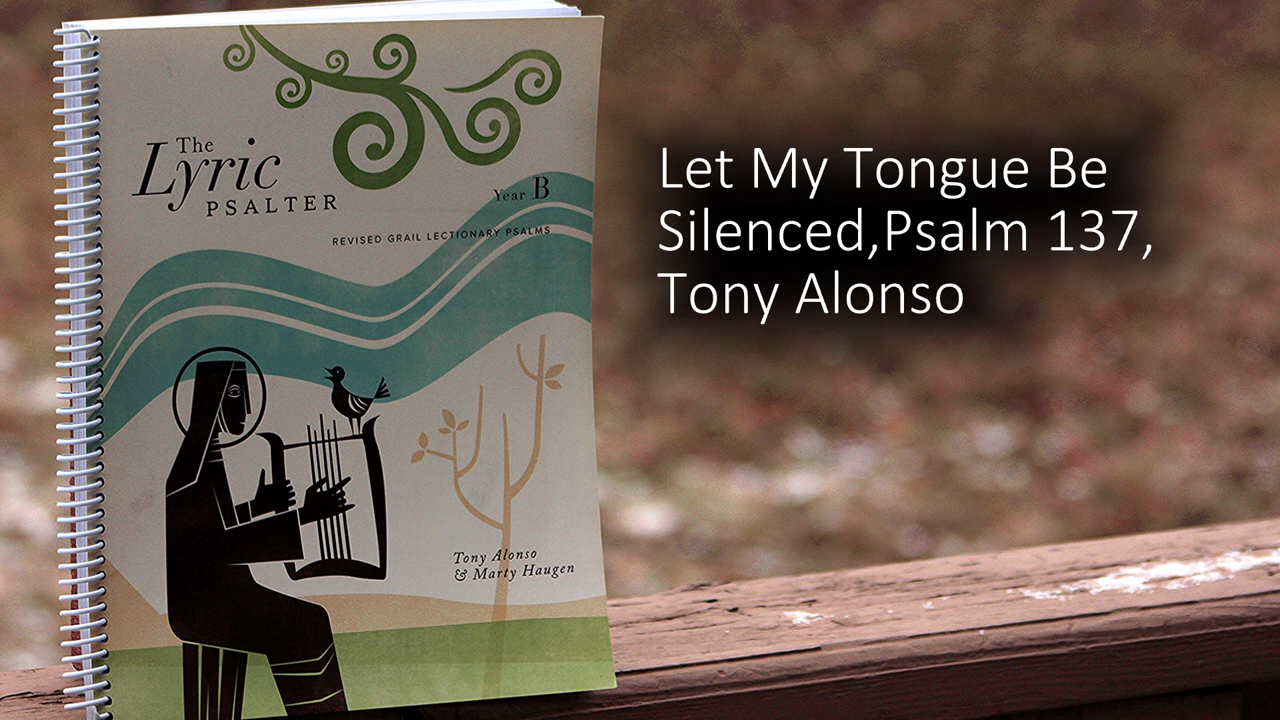 The
Lyric
PSALTER
Year B
REVISED GRAIL LECTIONARY PSALMS
Tony Alonso
& Marty Haugen
Let My Tongue Be
Silenced,Psalm 137,
Tony Alonso